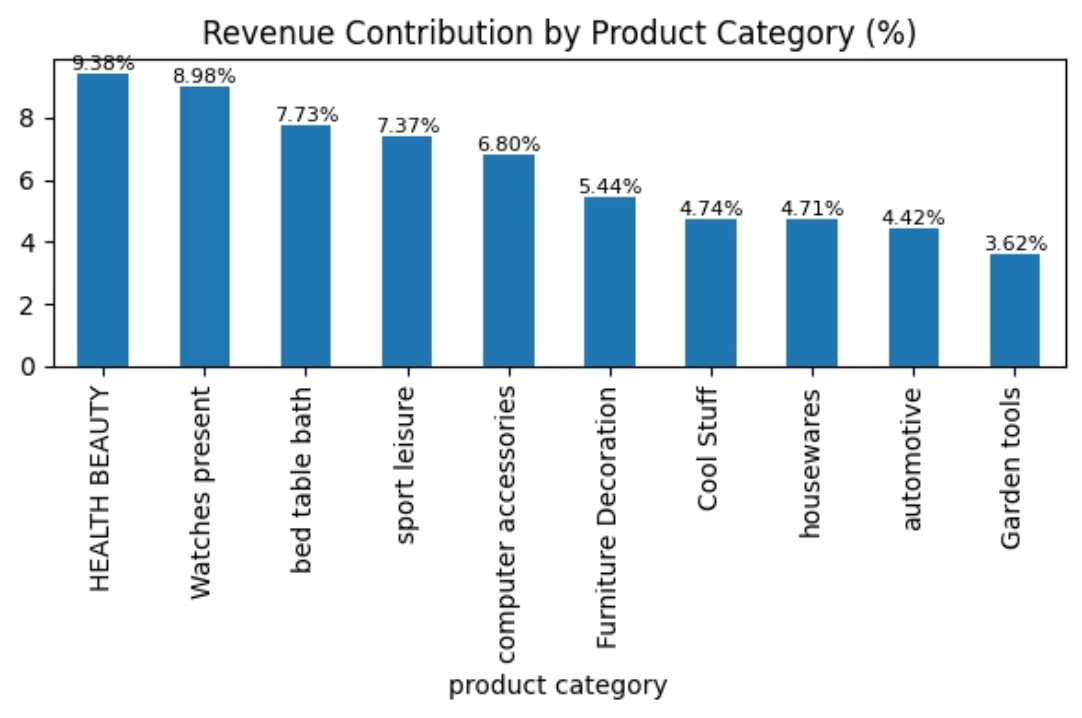 Revenue Contribution by Product Category (%)
9.38%
8.98%
7.73%
7.37%
6.80%
5.44%
4.74%
4.71%
4.42%
3.62%
8
6
4
2
0
HEALTH BEAUTY
Watches present
bed table bath
sport leisure
computer accessories
Furniture Decoration
Cool Stuff
housewares
automotive
Garden tools
product category